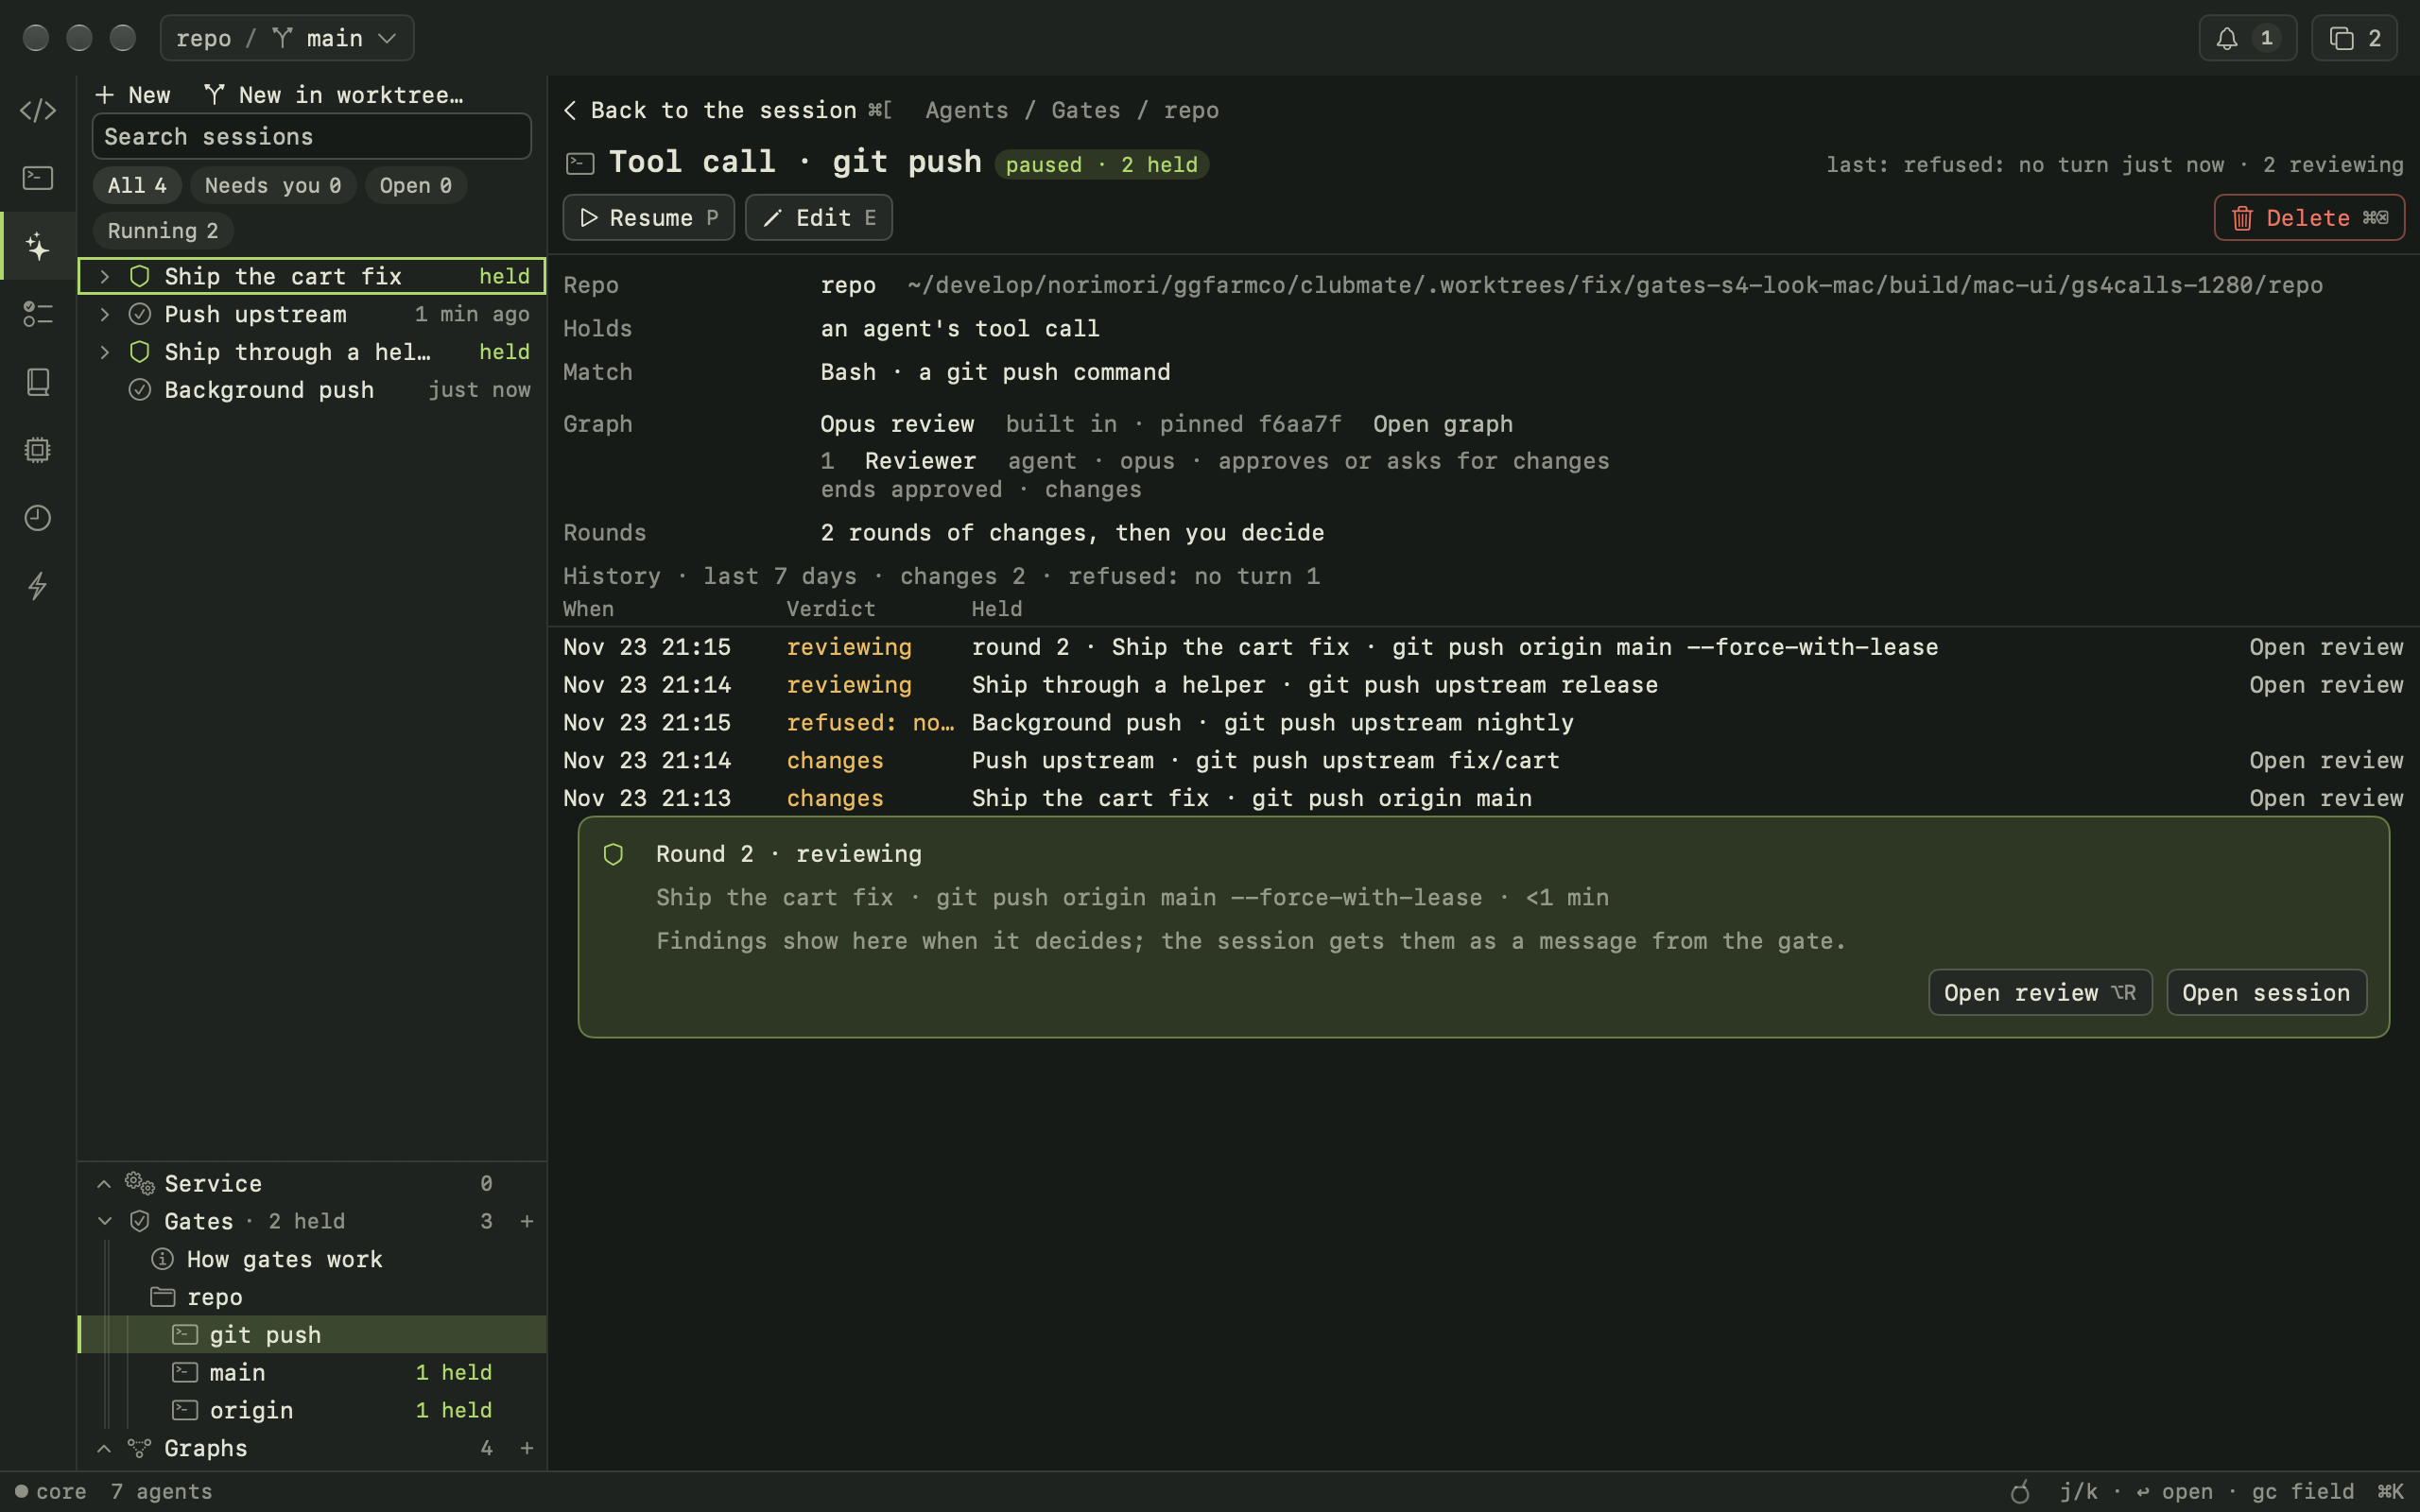 repo / main
1
2
New New in worktree…
Search sessions
All 4 Needs you 0 Open 0
Running 2
Ship the cart fix held
Push upstream 1 min ago
Ship through a hel… held
Background push just now
Service 0
Gates · 2 held 3 +
How gates work
repo
git push
main 1 held
origin 1 held
Graphs 4 +
Back to the session ⌘[ Agents / Gates / repo
Tool call · git push paused · 2 held last: refused: no turn just now · 2 reviewing
Resume P Edit E Delete ⌘⌫
Repo repo ~/develop/norimori/ggfarmco/clubmate/.worktrees/fix/gates-s4-look-mac/build/mac-ui/gs4calls-1280/repo
Holds an agent's tool call
Match Bash · a git push command
Graph Opus review built in · pinned f6aa7f Open graph
1 Reviewer agent · opus · approves or asks for changes
ends approved · changes
Rounds 2 rounds of changes, then you decide
History · last 7 days · changes 2 · refused: no turn 1
When Verdict Held
Nov 23 21:15 reviewing round 2 · Ship the cart fix · git push origin main --force-with-lease Open review
Nov 23 21:14 reviewing Ship through a helper · git push upstream release Open review
Nov 23 21:15 refused: no… Background push · git push upstream nightly
Nov 23 21:14 changes Push upstream · git push upstream fix/cart Open review
Nov 23 21:13 changes Ship the cart fix · git push origin main Open review
Round 2 · reviewing
Ship the cart fix · git push origin main --force-with-lease · <1 min
Findings show here when it decides; the session gets them as a message from the gate.
Open review ⌥R Open session
core 7 agents j/k · ↩ open · gc field ⌘K